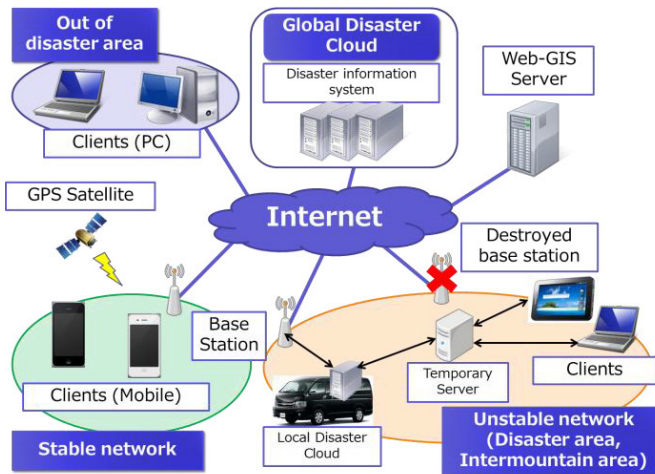 Out of
disaster area
Clients (PC)
Global Disaster
Cloud
Disaster information
system
Web-GIS
Server
GPS Satellite
Internet
Destroyed
base station
Base
Station
Clients (Mobile)
Stable network
Local Disaster
Cloud
Temporary
Server
Clients
Unstable network
(Disaster area,
Intermountain area)